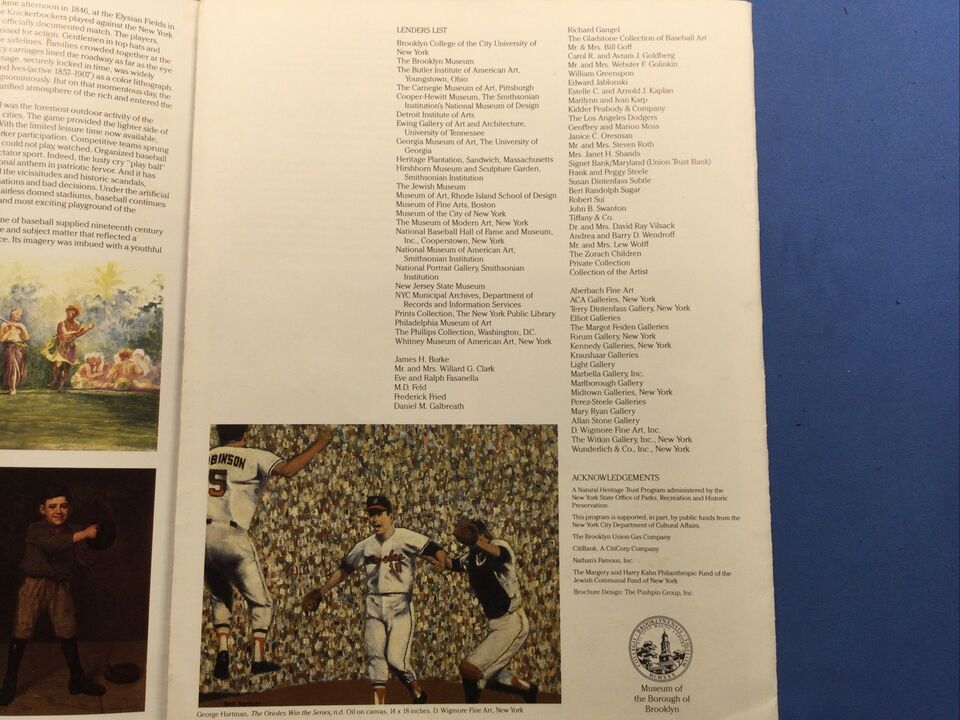 June afternoon in 1846, at the Elysian Fields in
Knickerbockers played against the New York
officially documented match. The players,
ised for action. Gentlemen in top hats and
sidelines. Families crowded together at the
cy carriages lined the roadway as far as the eye
mage, securely locked in time, was widely
nd Ives (active 1857-1907) as a color lithograph.
gnominiously. But on that momentous day, the
arified atmosphere of the rich and entered the
was the foremost outdoor activity of the
cities. The game provided the lighter side of
With the limited leisure time now available,
rker participation. Competitive teams sprung
could not play, watched. Organized baseball
ctator sport. Indeed, the lusty cry "play ball"
onal anthem in patriotic fervor. And it has
the vicissitudes and historic scandals,
nations and bad decisions. Under the artificial
airless domed stadiums, baseball continues
and most exciting playground of the
me of baseball supplied nineteenth century
e and subject matter that reflected a
ce. Its imagery was imbued with a youthful
LENDERS LIST
Brooklyn College of the City University of
New York
The Brooklyn Museum
The Butler Institute of American Art,
Youngstown, Ohio
The Carnegie Museum of Art, Pittsburgh
Cooper-Hewitt Museum, The Smithsonian
Institution's National Museum of Design
Detroit Institute of Arts
Ewing Gallery of Art and Architecture,
University of Tennessee
Georgia Museum of Art, The University of
Georgia
Heritage Plantation, Sandwich, Massachusetts
Hirshhorn Museum and Sculpture Garden,
Smithsonian Institution
The Jewish Museum
Museum of Art, Rhode Island School of Design
Museum of Fine Arts, Boston
Museum of the City of New York
The Museum of Modern Art, New York
National Baseball Hall of Fame and Museum,
Inc., Cooperstown, New York
National Museum of American Art,
Smithsonian Institution
National Portrait Gallery, Smithsonian
Institution
New Jersey State Museum
NYC Municipal Archives, Department of
Records and Information Services
Prints Collection, The New York Public Library
Philadelphia Museum of Art
The Phillips Collection, Washington, D.C.
Whitney Museum of American Art, New York
James H. Burke
Mr. and Mrs. Willard G. Clark
Eve and Ralph Fasanella
M.D. Feld
Frederick Fried
Daniel M. Galbreath
Richard Gangel
The Gladstone Collection of Baseball Art
Mr. & Mrs. Bill Goff
Carol R. and Avram J. Goldberg
Mr. and Mrs. Webster F. Golinkin
William Greenspon
Edward Jablonski
Estelle C. and Arnold J. Kaplan
Marilynn and Ivan Karp
Kidder Peabody & Company
The Los Angeles Dodgers
Geoffrey and Marion Moss
Janice C. Oresman
Mr. and Mrs. Steven Roth
Mrs. Janet H. Shands
Signet Bank/Maryland (Union Trust Bank)
Frank and Peggy Steele
Susan Dintenfass Subtle
Bert Randolph Sugar
Robert Sui
John B. Swanton
Tiffany & Co.
Dr. and Mrs. David Ray Vilsack
Andrea and Barry D. Wendroff
Mr. and Mrs. Lew Wolff
The Zorach Children
Private Collection
Collection of the Artist
Aberbach Fine Art
ACA Galleries, New York
Terry Dintenfass Gallery, New York
Elliot Galleries
The Margot Feiden Galleries
Forum Gallery, New York
Kennedy Galleries, New York
Kraushaar Galleries
Light Gallery
Marbella Gallery, Inc.
Marlborough Gallery
Midtown Galleries, New York
Perez-Steele Galleries
Mary Ryan Gallery
Allan Stone Gallery
D. Wigmore Fine Art, Inc.
The Witkin Gallery, Inc., New York
Wunderlich & Co., Inc., New York
ACKNOWLEDGEMENTS
A Natural Heritage Trust Program administered by the
New York State Office of Parks, Recreation and Historic
Preservation.
This program is supported, in part, by public funds from the
New York City Department of Cultural Affairs.
The Brooklyn Union Gas Company
CitiBank, A CitiCorp Company
Nathan's Famous, Inc.
The Margery and Harry Kahn Philanthropic Fund of the
Jewish Communal Fund of New York
Brochure Design: The Pushpin Group, Inc.
MCMXXX
Museum of
the Borough of
Brooklyn
OBINSON
5
Orioles
19
George Hartman, The Orioles Win the Series, n.d. Oil on canvas, 14 x 18 inches. D. Wigmore Fine Art, New York